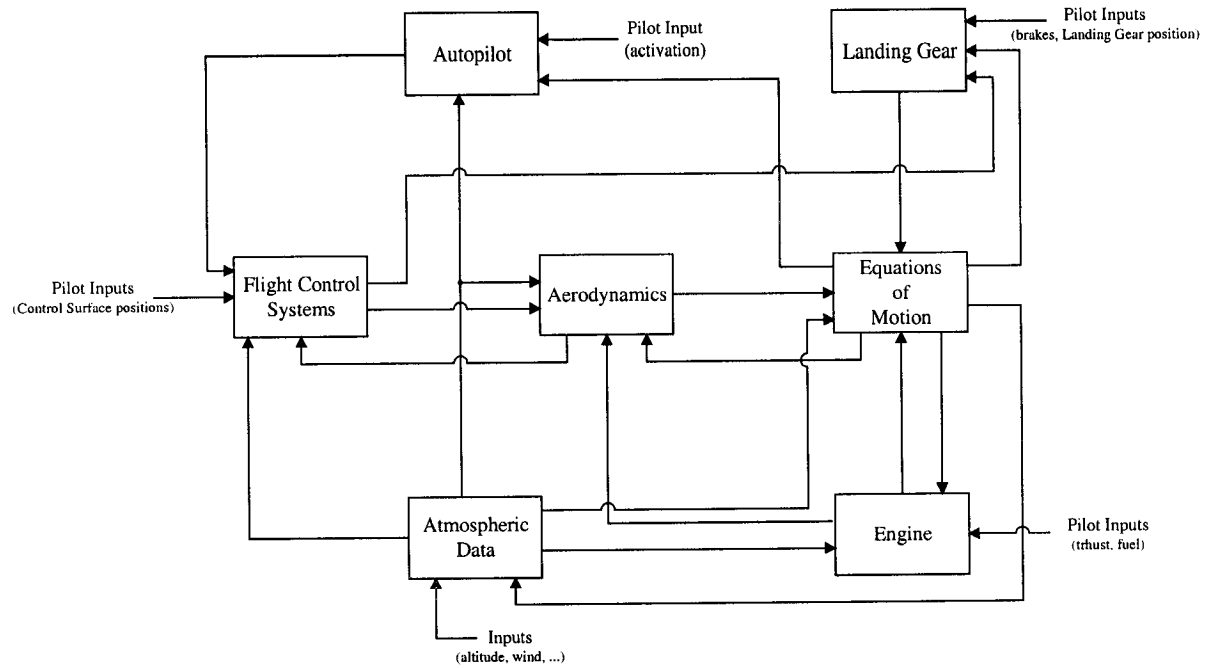 Pilot Input
(activation)
Autopilot
Pilot Inputs
(brakes, Landing Gear position)
Landing Gear
Pilot Inputs
(Control Surface positions)
Flight Control
Systems
Aerodynamics
Equations
of
Motion
Atmospheric
Data
Engine
Pilot Inputs
(trhust, fuel)
Inputs
(altitude, wind, ...)